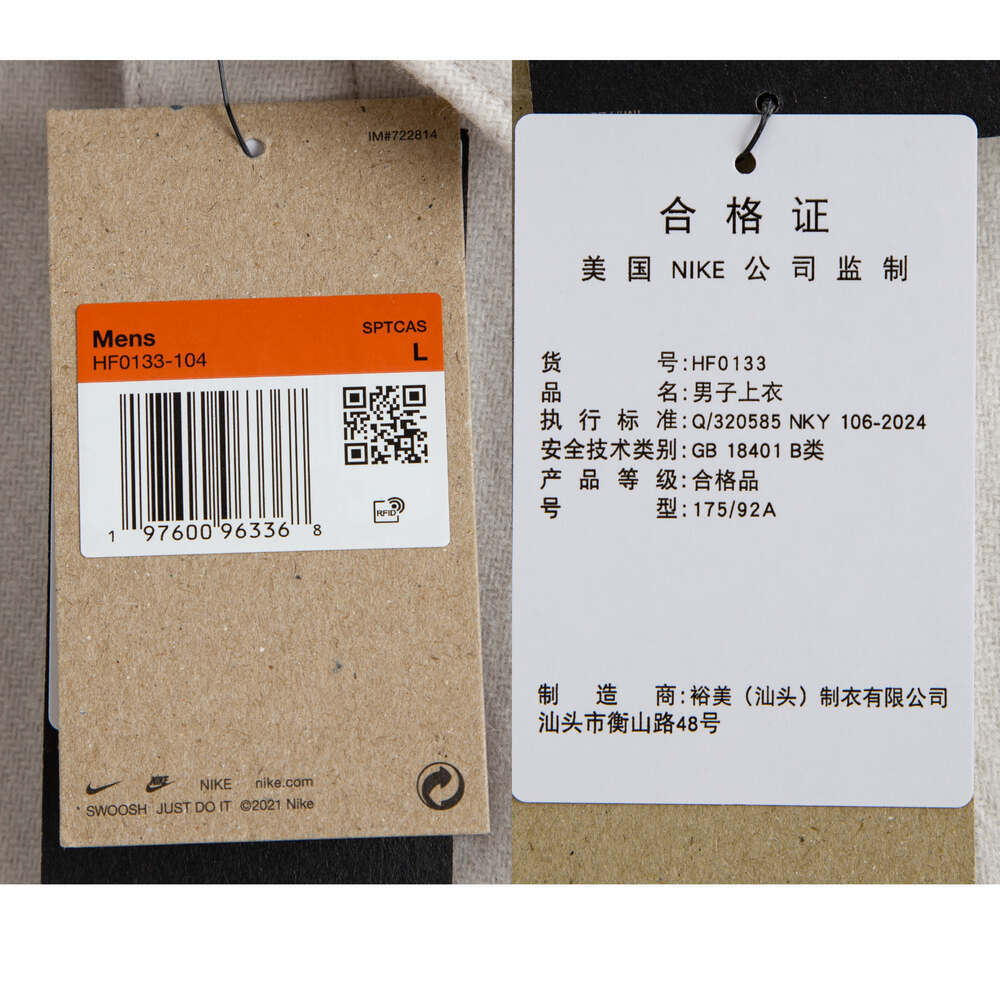 IM#722814
Mens
SPTCAS
HF0133-104
L
RFID
1 97600 96336 8
NIKE nike.com
SWOOSH JUST DO IT ©2021 Nike
合格证
美国 NIKE 公司监制
货号:HF0133
品名:男子上衣
执行标准:Q/320585 NKY 106-2024
安全技术类别:GB 18401 B类
产品等级:合格品
号型:175/92A
制造商:裕美（汕头）制衣有限公司
汕头市衡山路48号